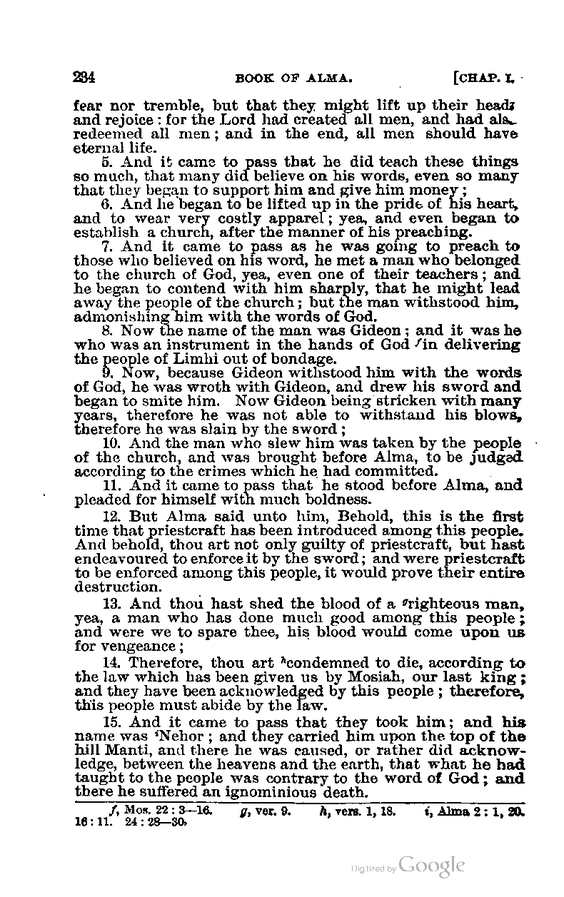 234 BOOK OF ALMA. [CHAP. I.
fear nor tremble, but that they might lift up their heads
and rejoice: for the Lord had created all men, and had also
redeemed all men; and in the end, all men should have
eternal life.
5. And it came to pass that he did teach these things
so much, that many did believe on his words, even so many
that they began to support him and give him money;
6. And he began to be lifted up in the pride of his heart,
and to wear very costly apparel; yea, and even began to
establish a church, after the manner of his preaching.
7. And it came to pass as he was going to preach to
those who believed on his word, he met a man who belonged
to the church of God, yea, even one of their teachers; and
he began to contend with him sharply, that he might lead
away the people of the church; but the man withstood him,
admonishing him with the words of God.
8. Now the name of the man was Gideon; and it was he
who was an instrument in the hands of God fin delivering
the people of Limhi out of bondage.
9. Now, because Gideon withstood him with the words
of God, he was wroth with Gideon, and drew his sword and
began to smite him. Now Gideon being stricken with many
years, therefore he was not able to withstand his blows,
therefore he was slain by the sword;
10. And the man who slew him was taken by the people
of the church, and was brought before Alma, to be judged
according to the crimes which he had committed.
11. And it came to pass that he stood before Alma, and
pleaded for himself with much boldness.
12. But Alma said unto him, Behold, this is the first
time that priestcraft has been introduced among this people.
And behold, thou art not only guilty of priestcraft, but hast
endeavoured to enforce it by the sword; and were priestcraft
to be enforced among this people, it would prove their entire
destruction.
13. And thou hast shed the blood of a grighteous man,
yea, a man who has done much good among this people;
and were we to spare thee, his blood would come upon us
for vengeance;
14. Therefore, thou art hcondemned to die, according to
the law which has been given us by Mosiah, our last king;
and they have been acknowledged by this people; therefore,
this people must abide by the law.
15. And it came to pass that they took him; and his
name was iNehor; and they carried him upon the top of the
hill Manti, and there he was caused, or rather did acknow-
ledge, between the heavens and the earth, that what he had
taught to the people was contrary to the word of God; and
there he suffered an ignominious death.
f, Mos. 22:3—16. g, ver. 9. h, vers. 1, 18. i, Alma 2:1, 20.
16:11. 24:28—30.
Digitized by Google